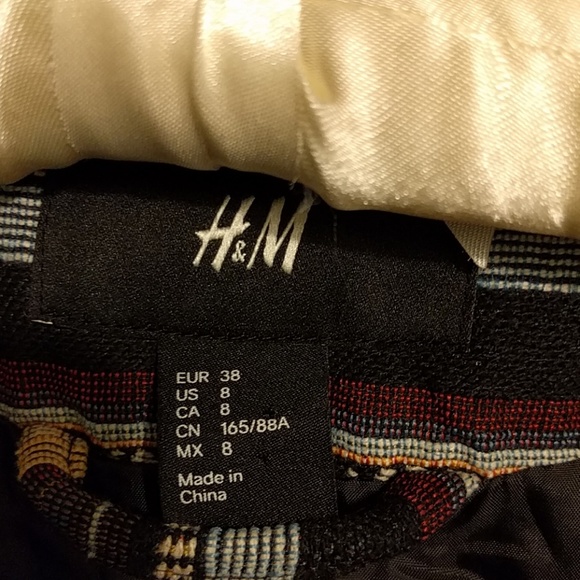 H&M
EUR 38
US 8
CA 8
CN 165/88A
MX 8
Made in
China